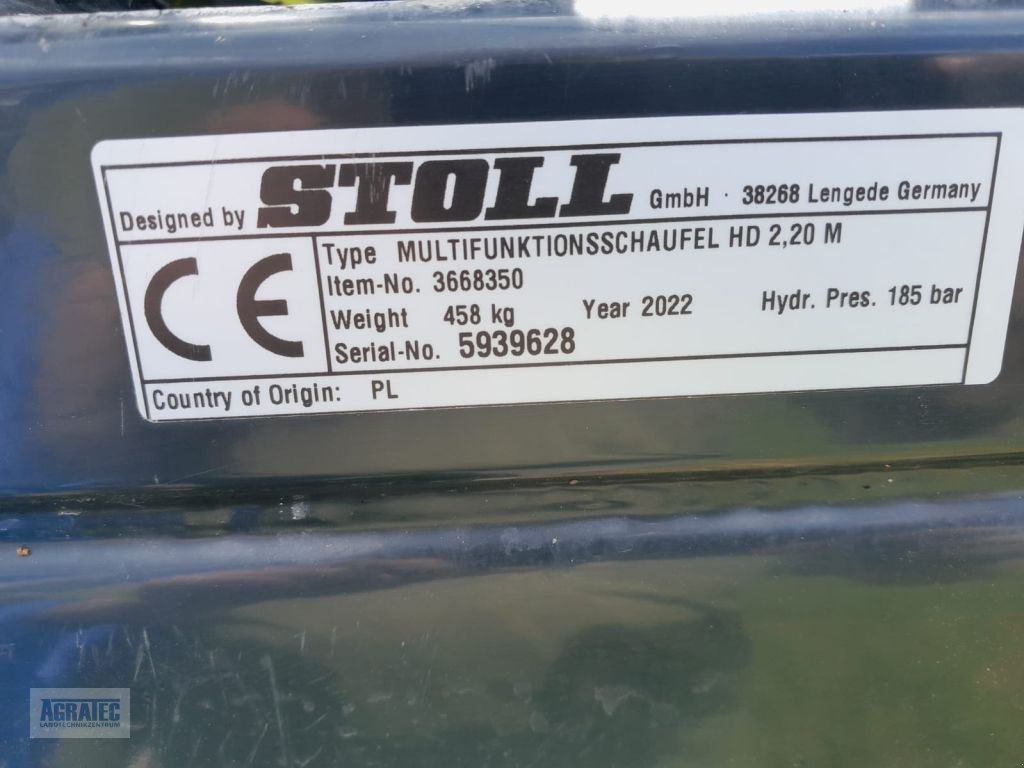 Designed by STOLL GmbH · 38268 Lengede Germany
CE
Type MULTIFUNKTIONSSCHAUFEL HD 2,20 M
Item-No. 3668350
Weight 458 kg Year 2022 Hydr. Pres. 185 bar
Serial-No. 5939628
Country of Origin: PL
AGRATEC
LANDTECHNIKZENTRUM